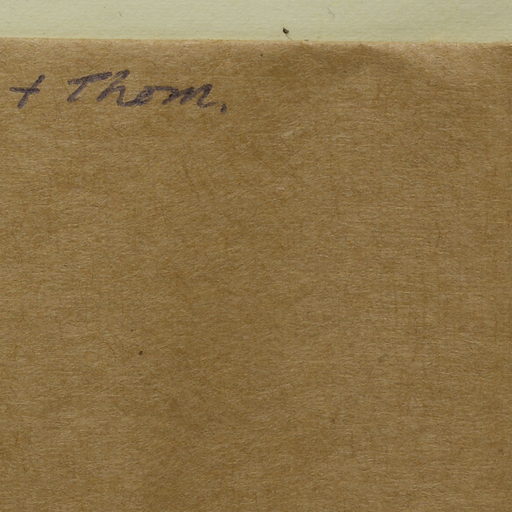 + Thom.